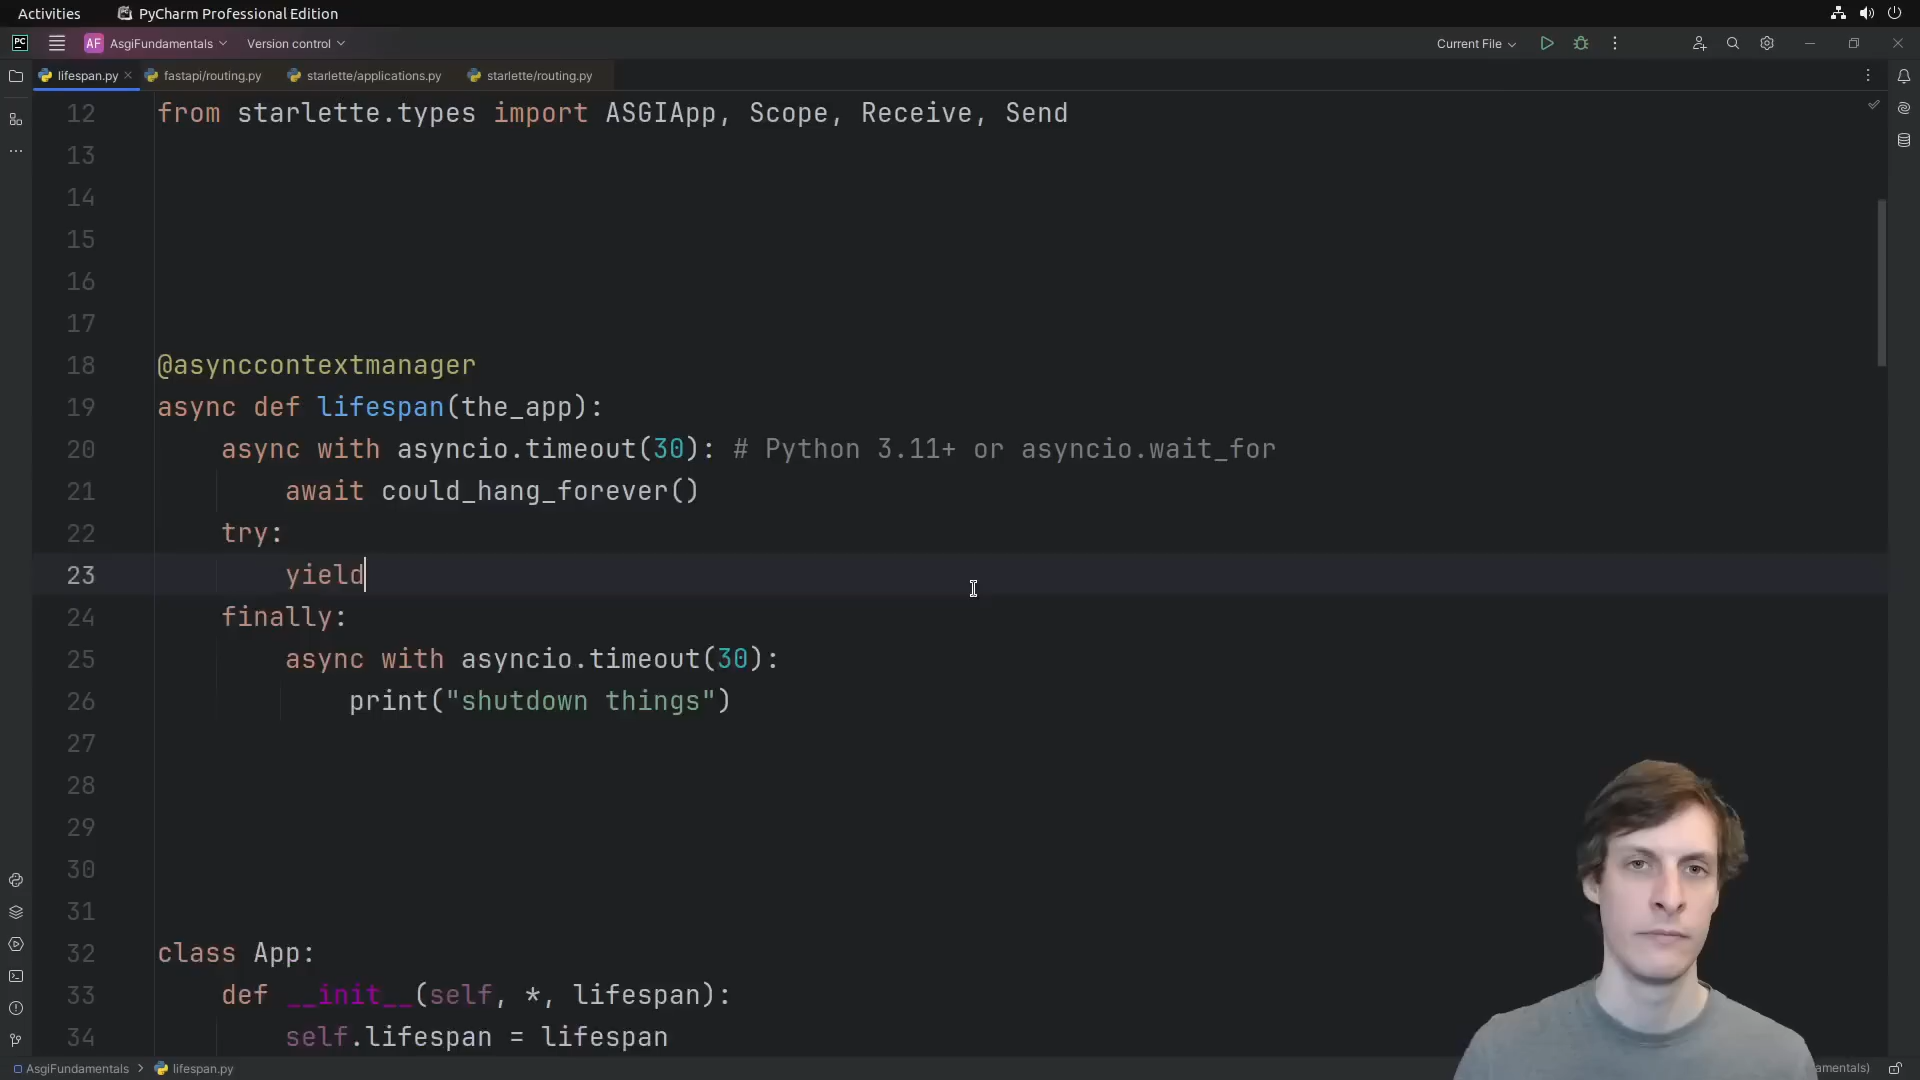 Activities PyCharm Professional Edition
PC AF AsgiFundamentals Version control Current File
lifespan.py fastapi/routing.py starlette/applications.py starlette/routing.py
12 from starlette.types import ASGIApp, Scope, Receive, Send
13
14
15
16
17
18 @asynccontextmanager
19 async def lifespan(the_app):
20 async with asyncio.timeout(30): # Python 3.11+ or asyncio.wait_for
21 await could_hang_forever()
22 try:
23 yield
24 finally:
25 async with asyncio.timeout(30):
26 print("shutdown things")
27
28
29
30
31
32 class App:
33 def __init__(self, *, lifespan):
34 self.lifespan = lifespan
AsgiFundamentals > lifespan.py amentals)